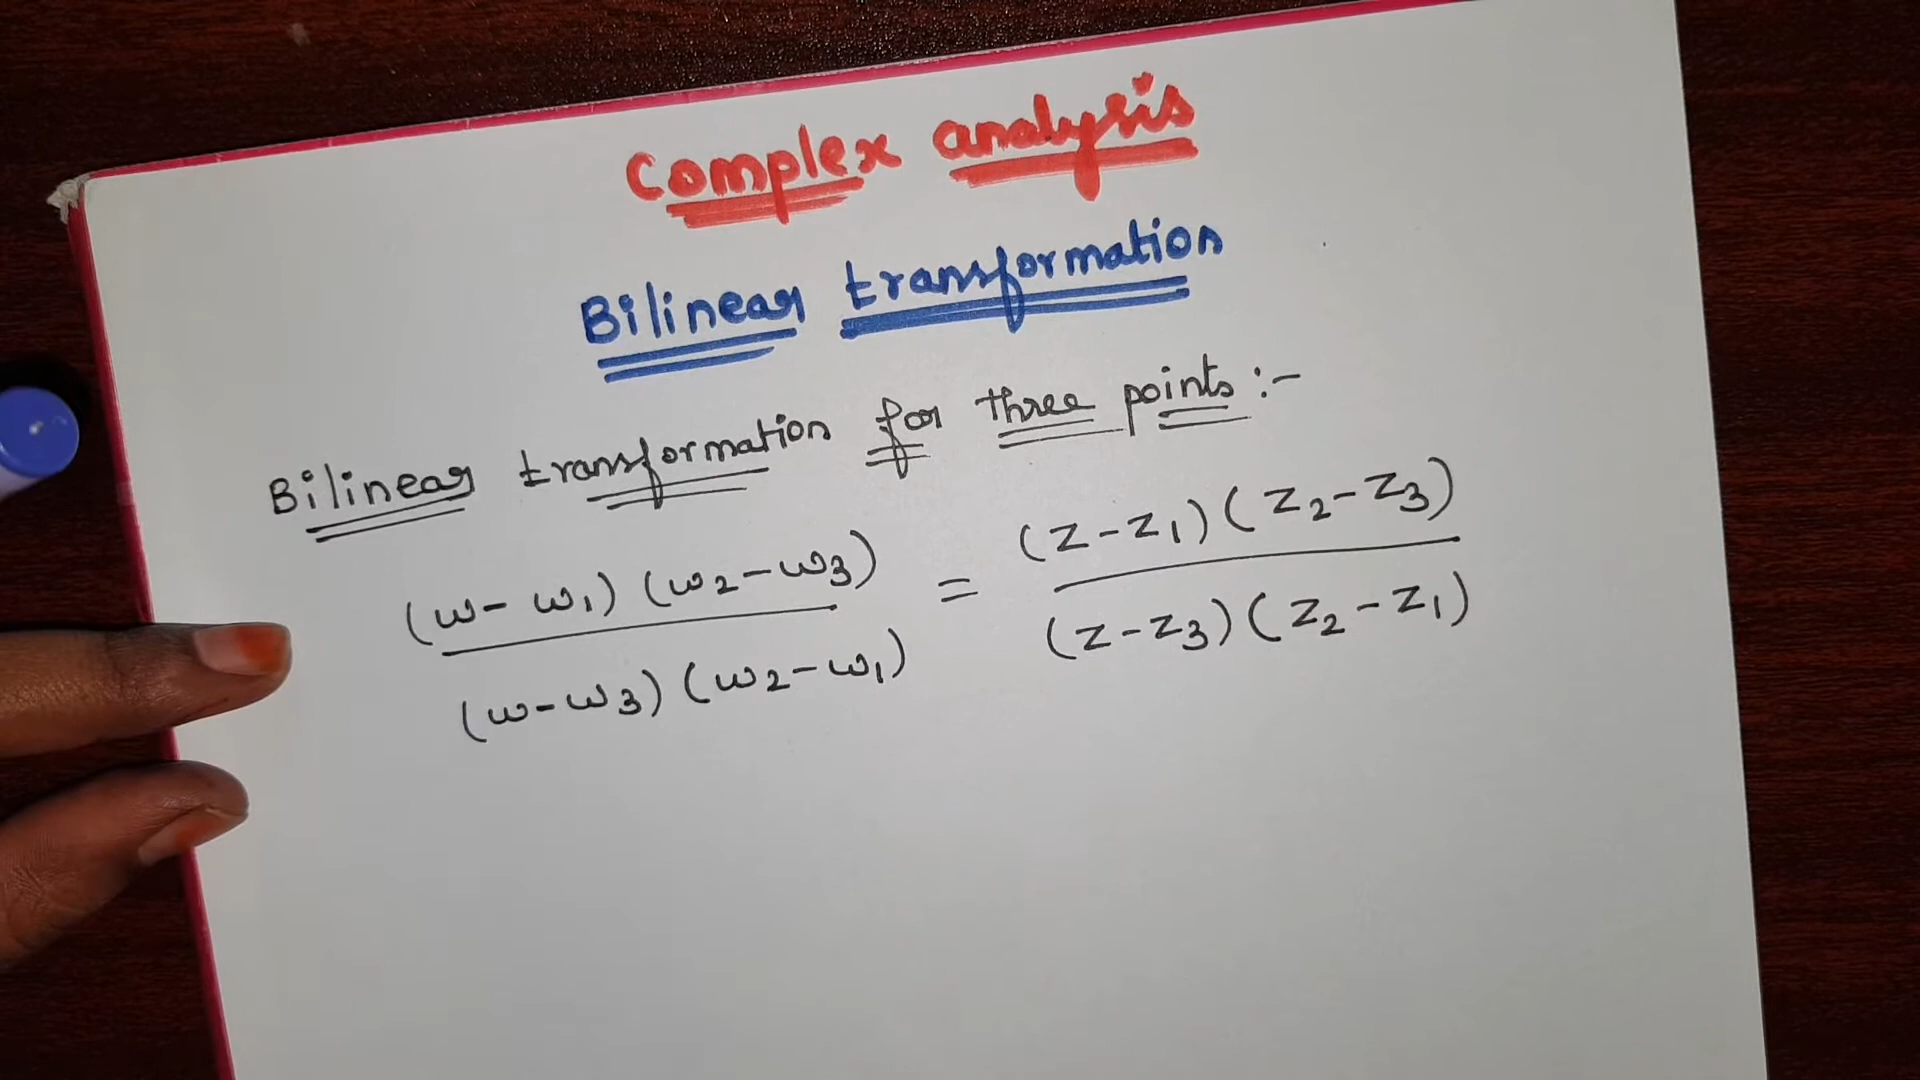 Complex analysis
Bilinear transformation
Bilinear transformation for three points :-
(w - w₁) (w₂ - w₃) / (w - w₃) (w₂ - w₁) = (z - z₁) (z₂ - z₃) / (z - z₃) (z₂ - z₁)